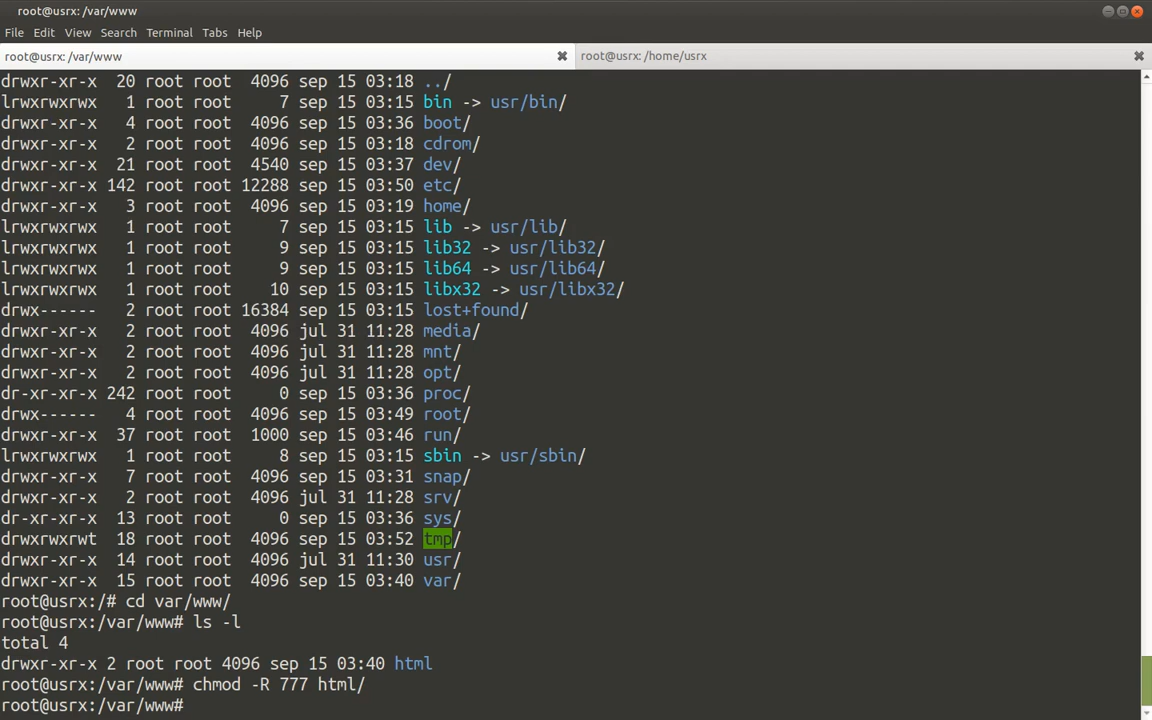 root@usrx: /var/www
File Edit View Search Terminal Tabs Help
root@usrx: /var/www
root@usrx: /home/usrx
drwxr-xr-x  20 root root  4096 sep 15 03:18 ../
lrwxrwxrwx   1 root root     7 sep 15 03:15 bin -> usr/bin/
drwxr-xr-x   4 root root  4096 sep 15 03:36 boot/
drwxr-xr-x   2 root root  4096 sep 15 03:18 cdrom/
drwxr-xr-x  21 root root  4540 sep 15 03:37 dev/
drwxr-xr-x 142 root root 12288 sep 15 03:50 etc/
drwxr-xr-x   3 root root  4096 sep 15 03:19 home/
lrwxrwxrwx   1 root root     7 sep 15 03:15 lib -> usr/lib/
lrwxrwxrwx   1 root root     9 sep 15 03:15 lib32 -> usr/lib32/
lrwxrwxrwx   1 root root     9 sep 15 03:15 lib64 -> usr/lib64/
lrwxrwxrwx   1 root root    10 sep 15 03:15 libx32 -> usr/libx32/
drwx------   2 root root 16384 sep 15 03:15 lost+found/
drwxr-xr-x   2 root root  4096 jul 31 11:28 media/
drwxr-xr-x   2 root root  4096 jul 31 11:28 mnt/
drwxr-xr-x   2 root root  4096 jul 31 11:28 opt/
dr-xr-xr-x 242 root root     0 sep 15 03:36 proc/
drwx------   4 root root  4096 sep 15 03:49 root/
drwxr-xr-x  37 root root  1000 sep 15 03:46 run/
lrwxrwxrwx   1 root root     8 sep 15 03:15 sbin -> usr/sbin/
drwxr-xr-x   7 root root  4096 sep 15 03:31 snap/
drwxr-xr-x   2 root root  4096 jul 31 11:28 srv/
dr-xr-xr-x  13 root root     0 sep 15 03:36 sys/
drwxrwxrwt  18 root root  4096 sep 15 03:52 tmp/
drwxr-xr-x  14 root root  4096 jul 31 11:30 usr/
drwxr-xr-x  15 root root  4096 sep 15 03:40 var/
root@usrx:/# cd var/www/
root@usrx:/var/www# ls -l
total 4
drwxr-xr-x 2 root root 4096 sep 15 03:40 html
root@usrx:/var/www# chmod -R 777 html/
root@usrx:/var/www#